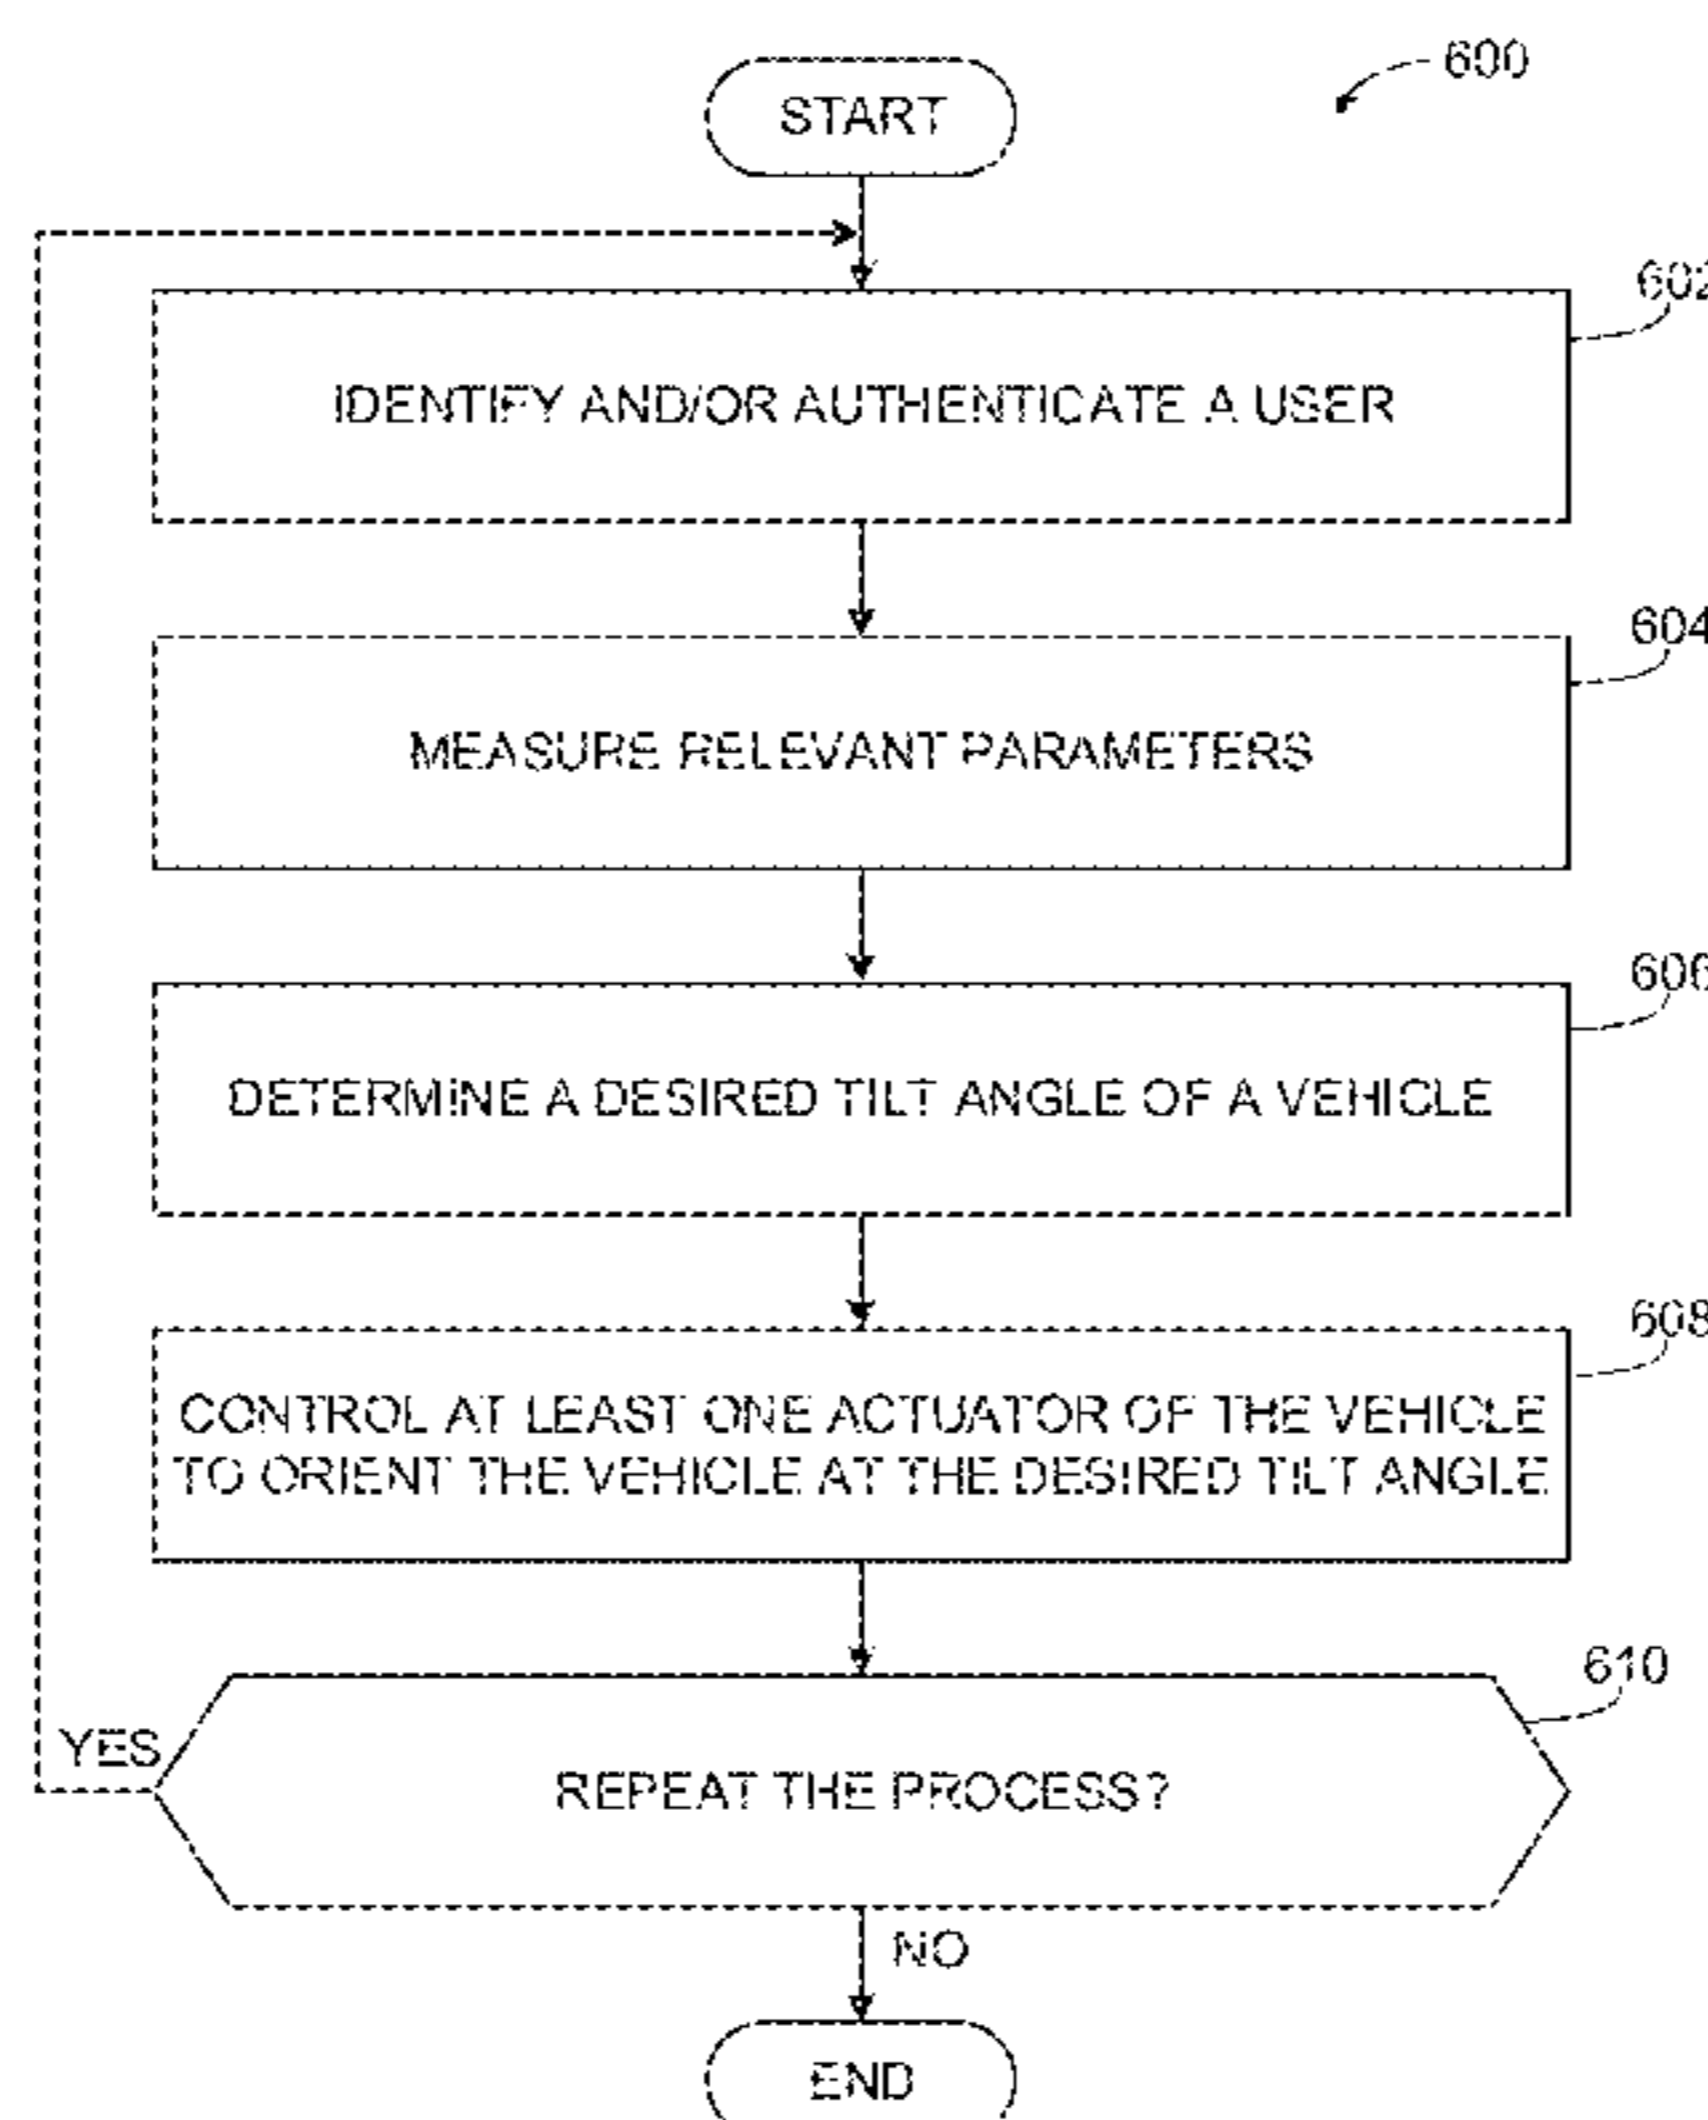 600
START
602
IDENTIFY AND/OR AUTHENTICATE A USER
604
MEASURE RELEVANT PARAMETERS
606
DETERMINE A DESIRED TILT ANGLE OF A VEHICLE
608
CONTROL AT LEAST ONE ACTUATOR OF THE VEHICLE
TO ORIENT THE VEHICLE AT THE DESIRED TILT ANGLE
610
YES
REPEAT THE PROCESS?
NO
END